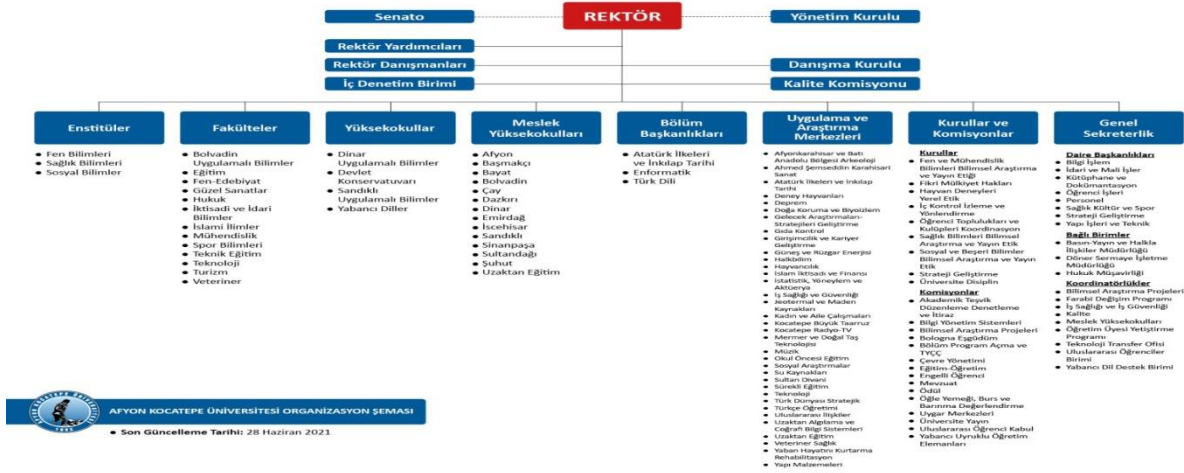 Senato
REKTÖR
Yönetim Kurulu
Rektör Yardımcıları
Rektör Danışmanları
Danışma Kurulu
İç Denetim Birimi
Kalite Komisyonu
Enstitüler
• Fen Bilimleri
• Sağlık Bilimleri
• Sosyal Bilimler
Fakülteler
• Bolvadin
Uygulamalı Bilimler
• Eğitim
• Fen-Edebiyat
• Güzel Sanatlar
• Hukuk
• İktisadi ve İdari
Bilimler
• İslami İlimler
• Mühendislik
• Spor Bilimleri
• Teknik Eğitim
• Teknoloji
• Turizm
• Veteriner
Yüksekokullar
• Dinar
Uygulamalı Bilimler
• Devlet
Konservatuvarı
• Sandıklı
Uygulamalı Bilimler
• Yabancı Diller
Meslek
Yüksekokulları
• Afyon
• Başmakçı
• Bayat
• Bolvadin
• Çay
• Dazkırı
• Dinar
• Emirdağ
• İscehisar
• Sandıklı
• Sinanpaşa
• Sultandağı
• Şuhut
• Uzaktan Eğitim
Bölüm
Başkanlıkları
• Atatürk İlkeleri
ve İnkılap Tarihi
• Enformatik
• Türk Dili
Uygulama ve
Araştırma
Merkezleri
• Afyonkarahisar ve Batı
Anadolu Bölgesi Arkeoloji
Ahmed Şemseddin Karahisari
Sanat
• Atatürk İlkeleri ve İnkılap
Tarihi
• Deney Hayvanları
• Deprem
• Doğa Koruma ve Biyoizlem
• Gelecek Araştırmaları-
Stratejileri Geliştirme
• Gıda Kontrol
• Girişimcilik ve Kariyer
Geliştirme
• Güneş ve Rüzgar Enerjisi
• Halkbilim
• Hayvancılık
• İslam İktisadı ve Finansı
• İstatistik, Yöneylem ve
Aktüerya
• İş Sağlığı ve Güvenliği
• Jeotermal ve Maden
Kaynakları
• Kadın ve Aile Çalışmaları
• Kocatepe Büyük Taarruz
• Kocatepe Radyo-TV
• Mermer ve Doğal Taş
Teknolojisi
• Müzik
• Okul Öncesi Eğitim
• Sosyal Araştırmalar
• Su Kaynakları
• Sultan Divani
• Sürekli Eğitim
• Teknoloji
• Türk Dünyası Stratejik
• Türkçe Öğretimi
• Uluslararası İlişkiler
• Uzaktan Algılama ve
Coğrafi Bilgi Sistemleri
• Uzaktan Eğitim
• Veteriner Sağlık
• Yaban Hayatını Kurtarma
Rehabilitasyon
• Yapı Malzemeleri
Kurullar ve
Komisyonlar
Kurullar
• Fen ve Mühendislik
Bilimleri Bilimsel Araştırma
ve Yayın Etiği
• Fikri Mülkiyet Hakları
• Hayvan Deneyleri
Yerel Etik
• İç Kontrol İzleme ve
Yönlendirme
• Öğrenci Toplulukları ve
Kulüpleri Koordinasyon
• Sağlık Bilimleri Bilimsel
Araştırma ve Yayın Etik
• Sosyal ve Beşeri Bilimler
Bilimsel Araştırma ve Yayın
Etik
• Strateji Geliştirme
• Üniversite Disiplin
Komisyonlar
• Akademik Teşvik
Düzenleme Denetleme
ve İtiraz
• Bilgi Yönetim Sistemleri
• Bilimsel Araştırma Projeleri
• Bologna Eşgüdüm
• Bölüm Program Açma ve
TYÇÇ
• Çevre Yönetimi
• Eğitim-Öğretim
• Engelli Öğrenci
• Mevzuat
• Ödül
• Öğle Yemeği, Burs ve
Barınma Değerlendirme
• Uygar Merkezleri
• Üniversite Yayın
• Uluslararası Öğrenci Kabul
• Yabancı Uyruklu Öğretim
Elemanları
Genel
Sekreterlik
Daire Başkanlıkları
• Bilgi İşlem
• İdari ve Mali İşler
• Kütüphane ve
Dokümantasyon
• Öğrenci İşleri
• Personel
• Sağlık Kültür ve Spor
• Strateji Geliştirme
• Yapı İşleri ve Teknik
Bağlı Birimler
• Basın-Yayın ve Halkla
İlişkiler Müdürlüğü
• Döner Sermaye İşletme
Müdürlüğü
• Hukuk Müşavirliği
Koordinatörlükler
• Bilimsel Araştırma Projeleri
• Farabi Değişim Programı
• İş Sağlığı ve İş Güvenliği
• Kalite
• Meslek Yüksekokulları
• Öğretim Üyesi Yetiştirme
Programı
• Teknoloji Transfer Ofisi
• Uluslararası Öğrenciler
Birimi
• Yabancı Dil Destek Birimi
AFYON KOCATEPE ÜNİVERSİTESİ ORGANİZASYON ŞEMASI
• Son Güncelleme Tarihi: 28 Haziran 2021